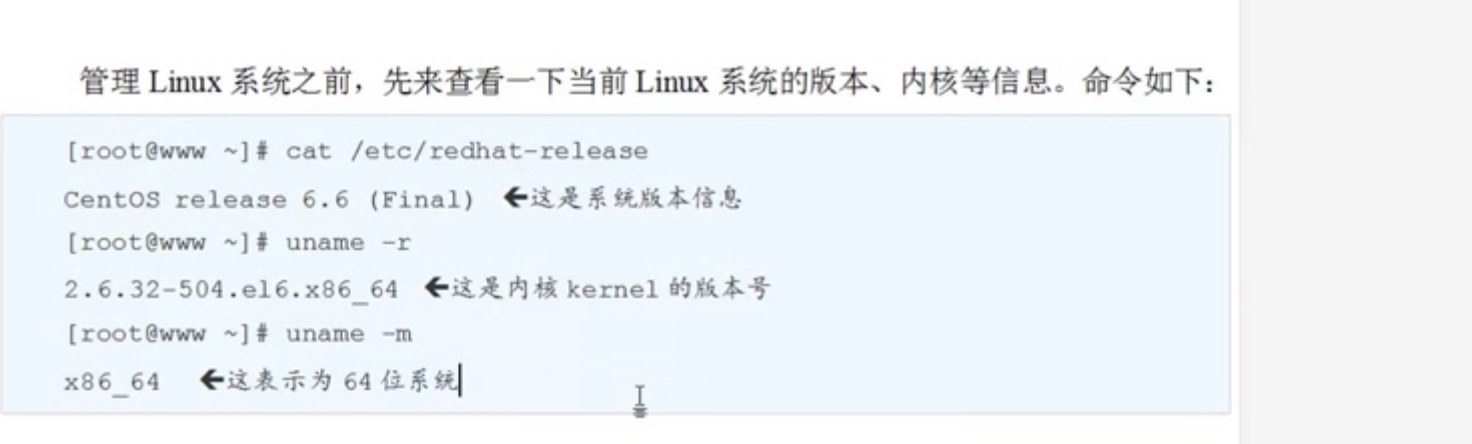 管理 Linux 系统之前，先来查看一下当前 Linux 系统的版本、内核等信息。命令如下：
[root@www ~]# cat /etc/redhat-release
CentOS release 6.6 (Final) ←这是系统版本信息
[root@www ~]# uname -r
2.6.32-504.el6.x86_64 ←这是内核 kernel 的版本号
[root@www ~]# uname -m
x86_64 ←这表示为 64 位系统